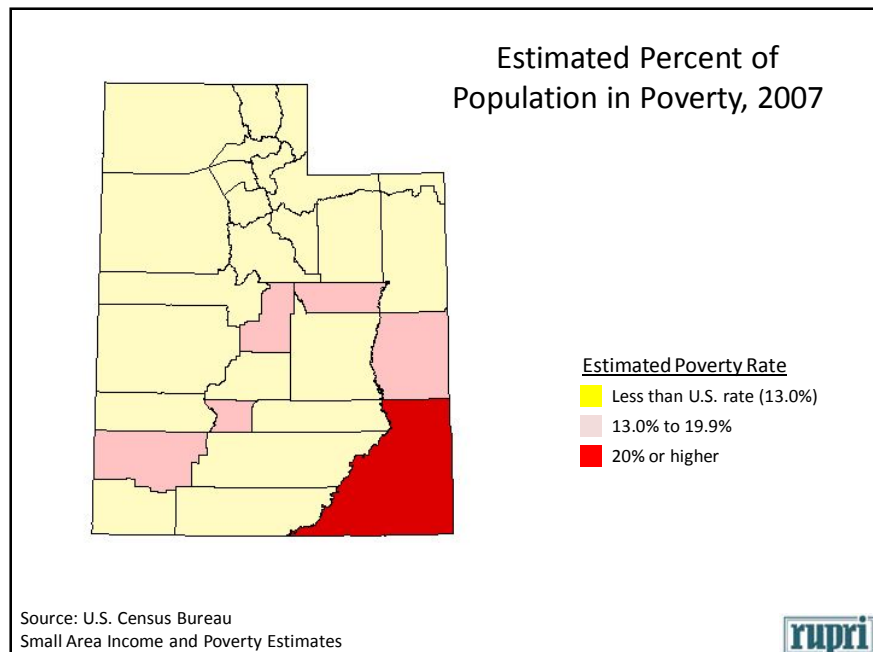 Estimated Percent of
Population in Poverty, 2007
Estimated Poverty Rate
Less than U.S. rate (13.0%)
13.0% to 19.9%
20% or higher
Source: U.S. Census Bureau
Small Area Income and Poverty Estimates
rupri